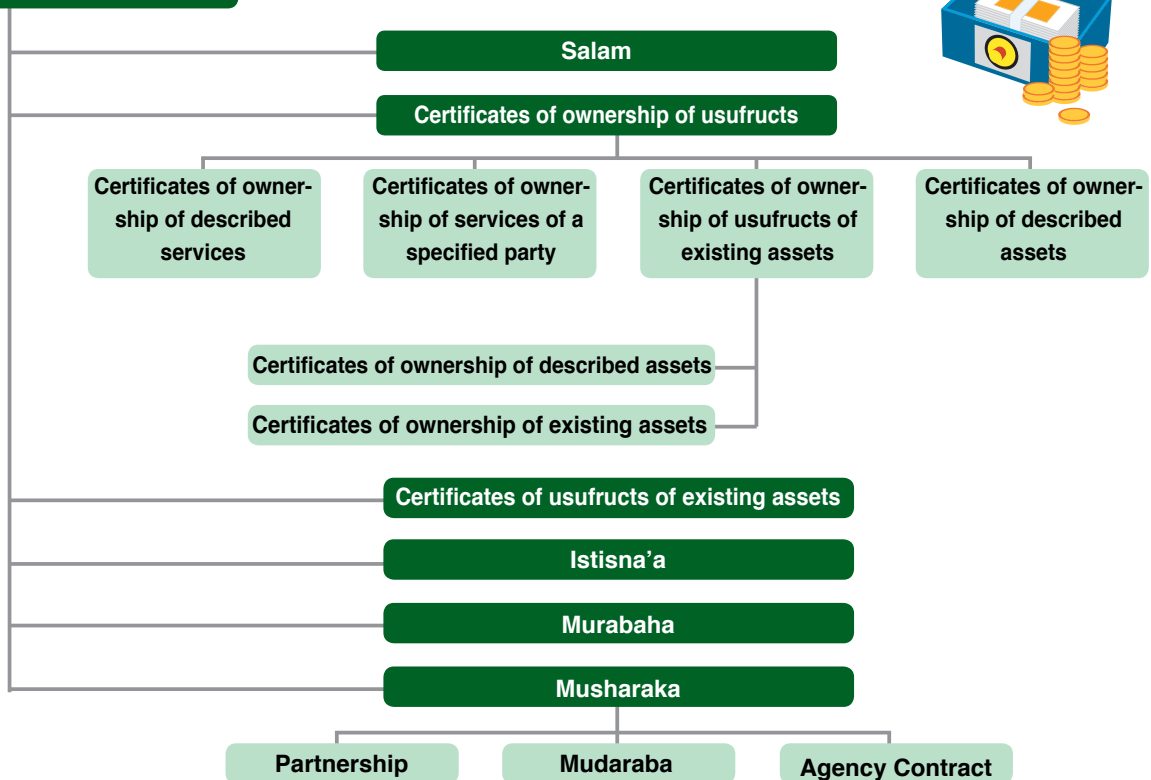 Salam
Certificates of ownership of usufructs
Certificates of owner-
ship of described
services
Certificates of owner-
ship of services of a
specified party
Certificates of owner-
ship of usufructs of
existing assets
Certificates of owner-
ship of described
assets
Certificates of ownership of described assets
Certificates of ownership of existing assets
Certificates of usufructs of existing assets
Istisna’a
Murabaha
Musharaka
Partnership
Mudaraba
Agency Contract